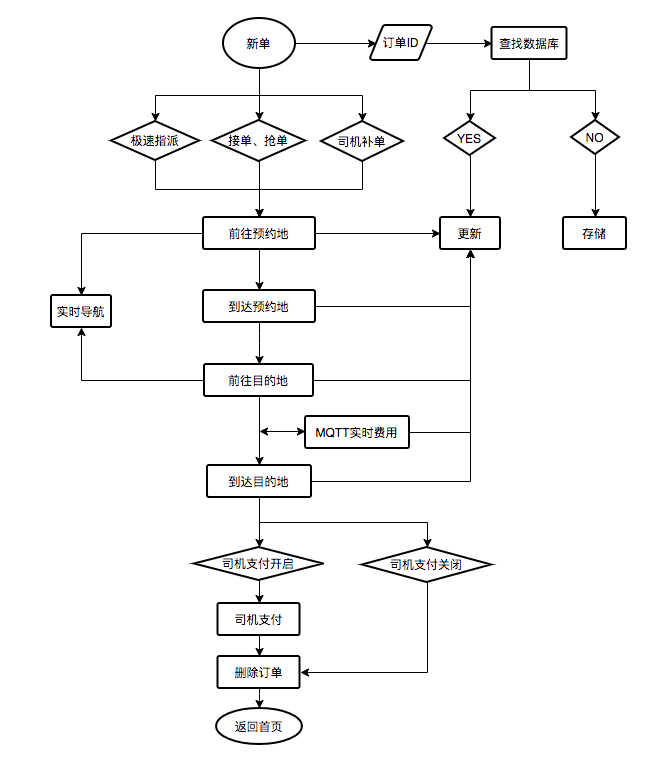 新单
订单ID
查找数据库
极速指派
接单、抢单
司机补单
YES
NO
前往预约地
更新
存储
实时导航
到达预约地
前往目的地
MQTT实时费用
到达目的地
司机支付开启
司机支付关闭
司机支付
删除订单
返回首页